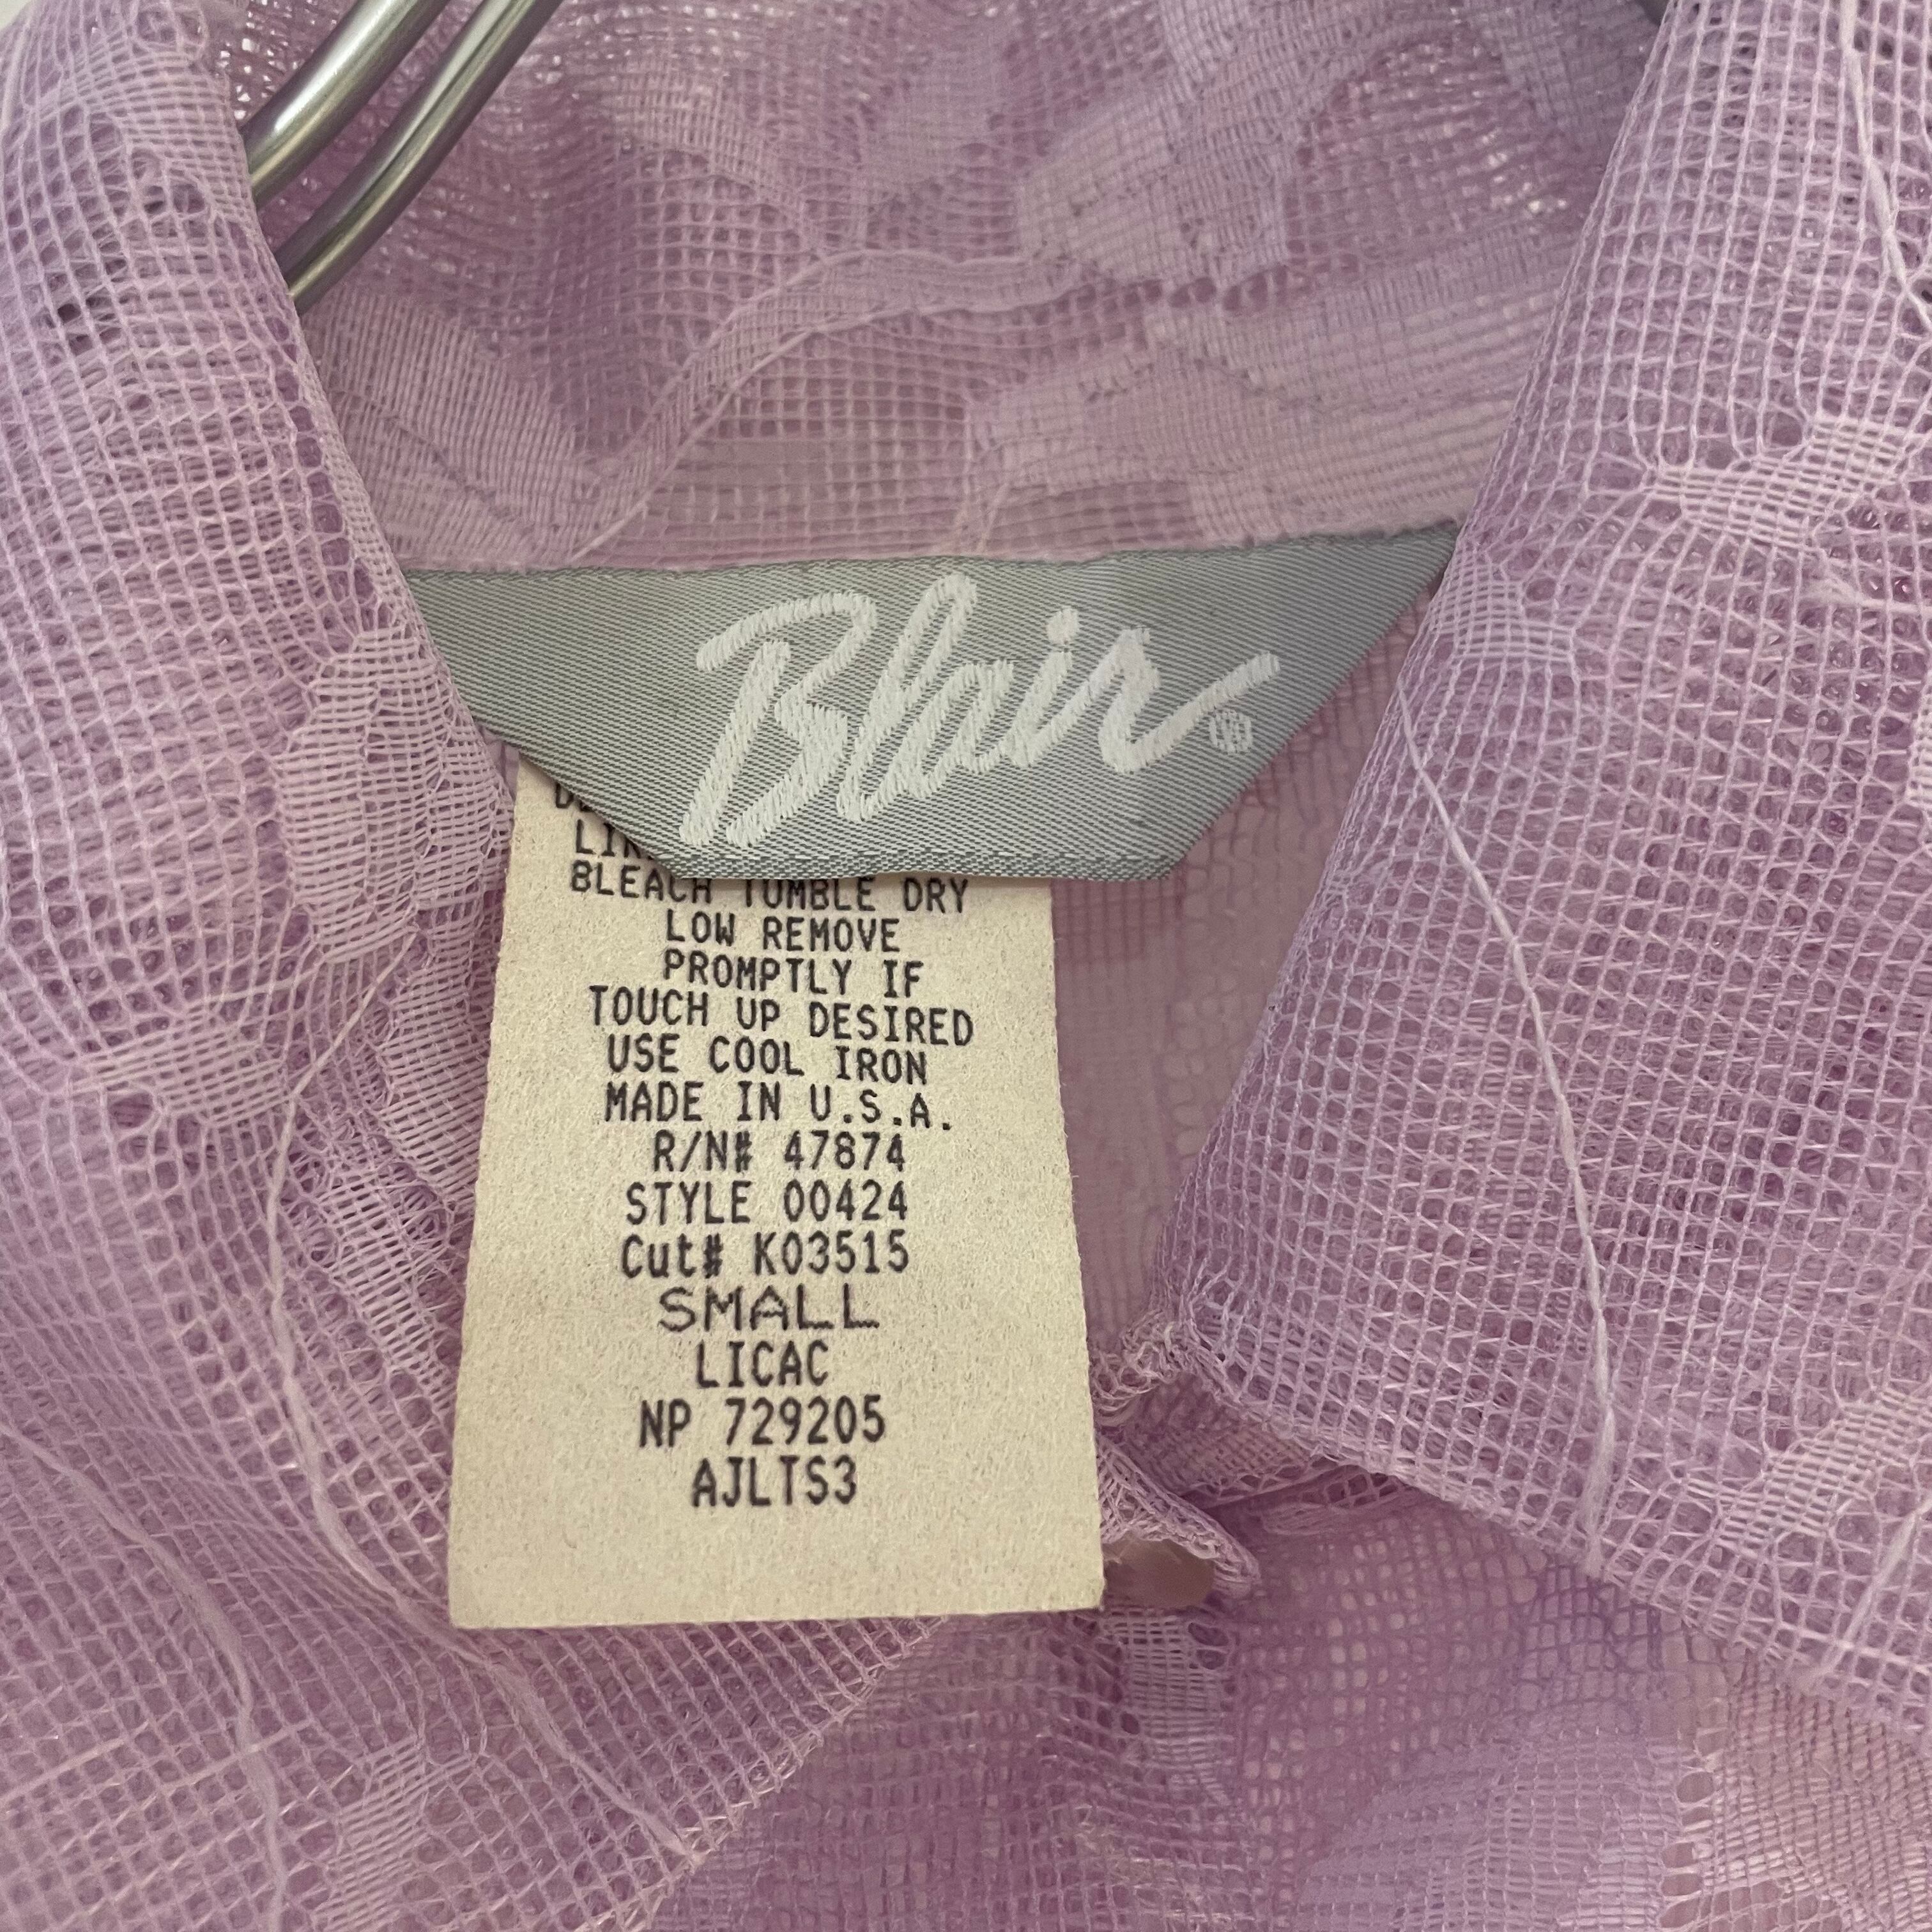 Blair®
BLEACH TUMBLE DRY
LOW REMOVE
PROMPTLY IF
TOUCH UP DESIRED
USE COOL IRON
MADE IN U.S.A.
R/N# 47874
STYLE 00424
Cut# K03515
SMALL
LICAC
NP 729205
AJLTS3